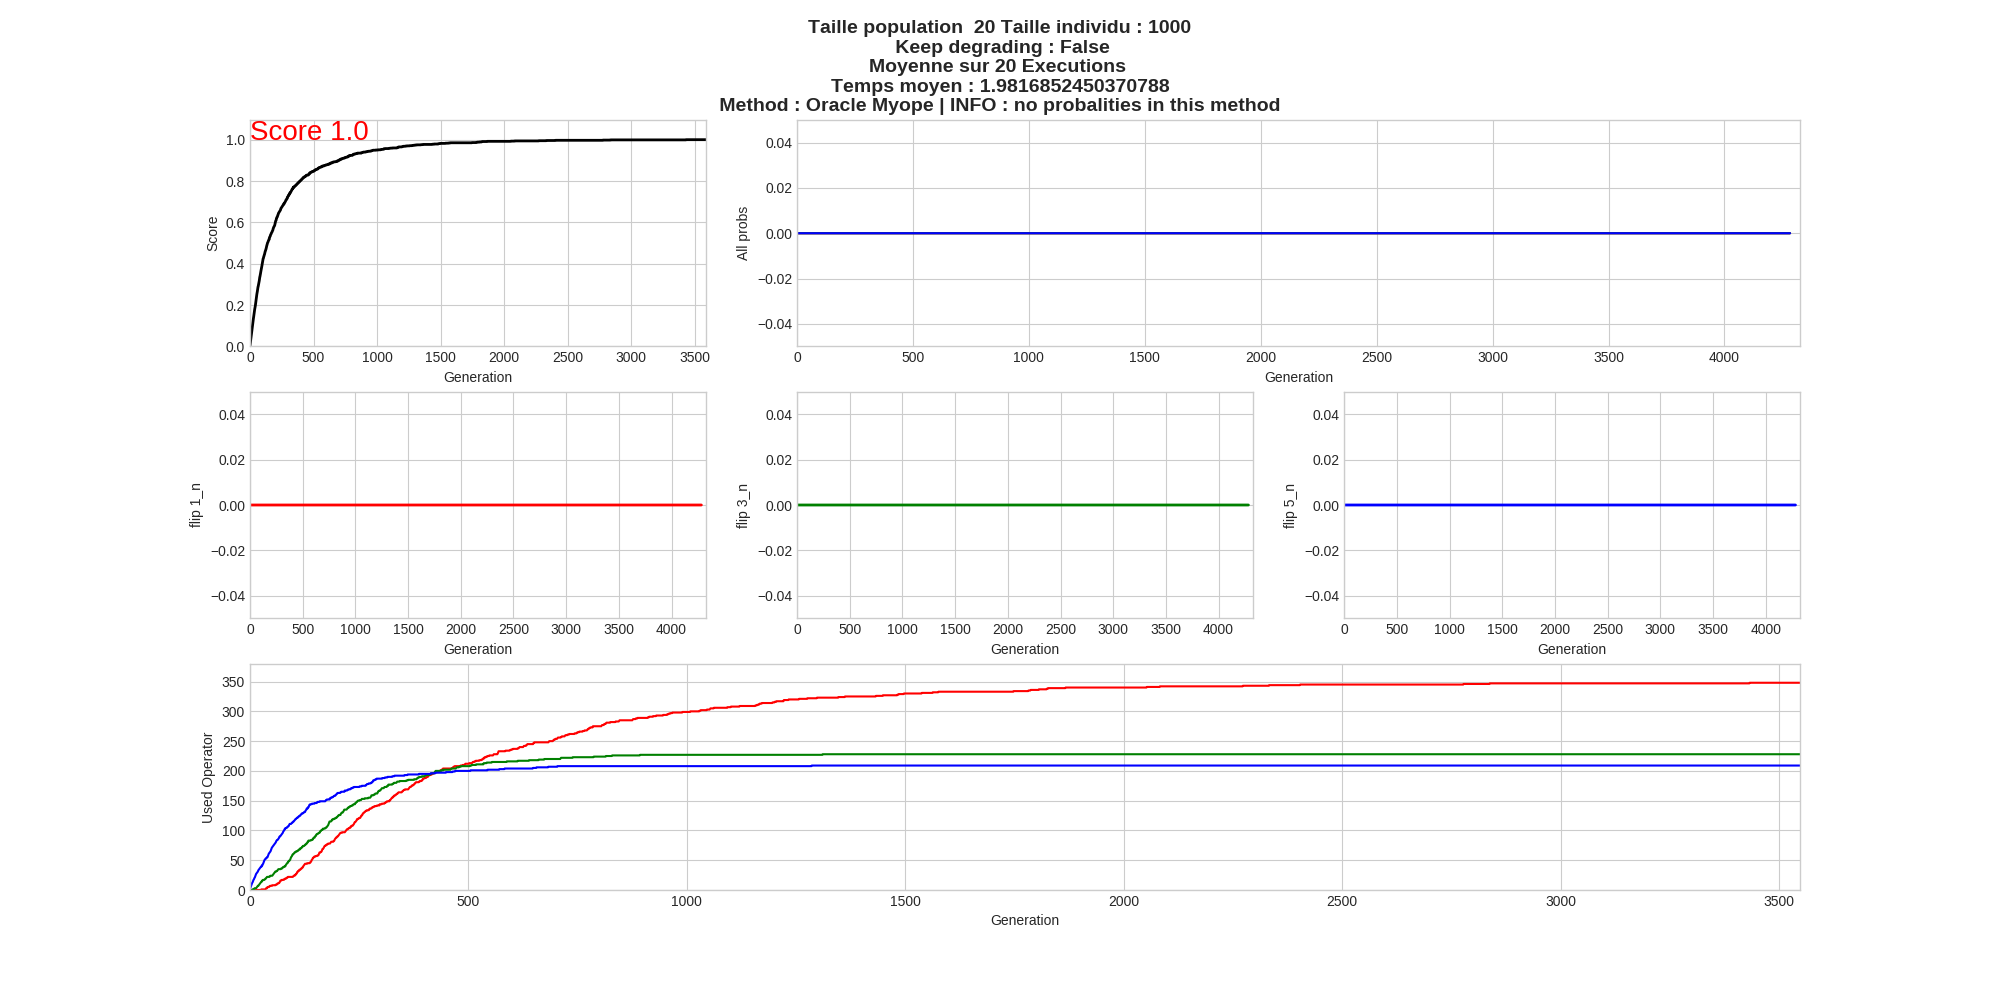 Taille population  20 Taille individu : 1000
Keep degrading : False
Moyenne sur 20 Executions
Temps moyen : 1.9816852450370788
Method : Oracle Myope | INFO : no probalities in this method
Score 1.0
Score
1.0
0.8
0.6
0.4
0.2
0.0
0 500 1000 1500 2000 2500 3000 3500
Generation
All probs
0.04
0.02
0.00
−0.02
−0.04
0 500 1000 1500 2000 2500 3000 3500 4000
Generation
flip 1_n
0.04
0.02
0.00
−0.02
−0.04
0 500 1000 1500 2000 2500 3000 3500 4000
Generation
flip 3_n
0.04
0.02
0.00
−0.02
−0.04
0 500 1000 1500 2000 2500 3000 3500 4000
Generation
flip 5_n
0.04
0.02
0.00
−0.02
−0.04
0 500 1000 1500 2000 2500 3000 3500 4000
Generation
Used Operator
350
300
250
200
150
100
50
0
0 500 1000 1500 2000 2500 3000 3500
Generation